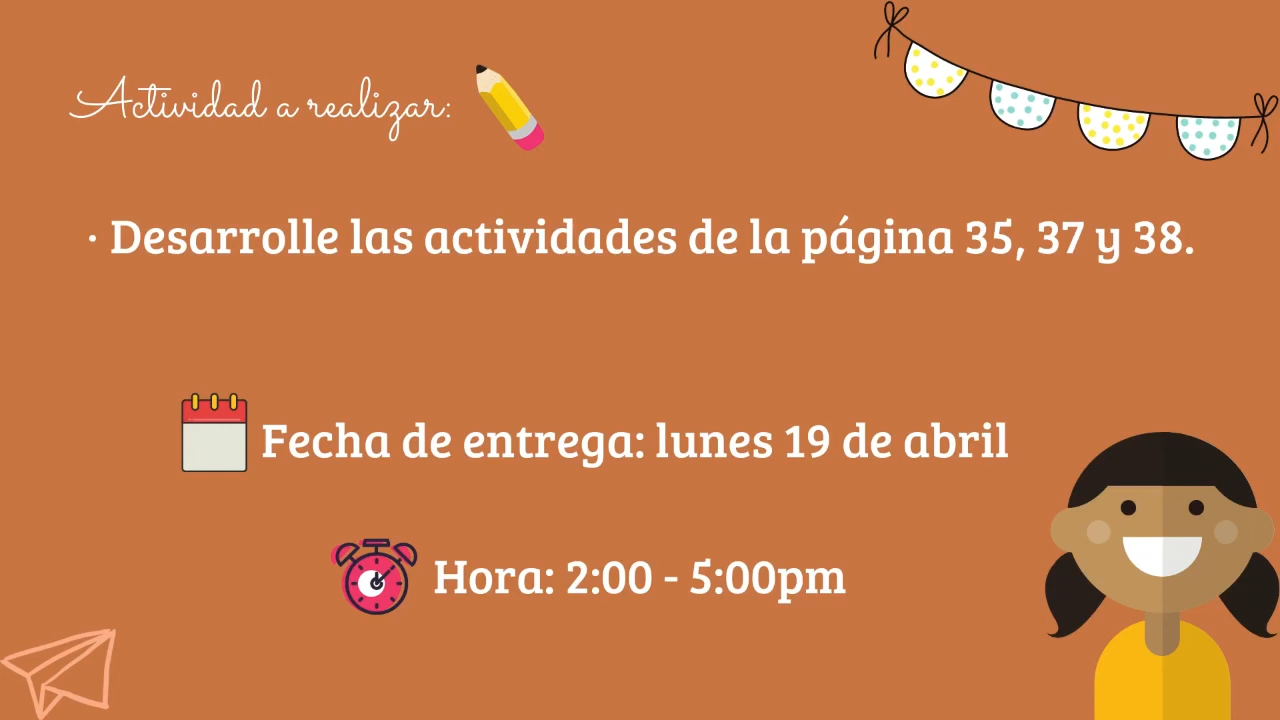 Actividad a realizar:
· Desarrolle las actividades de la página 35, 37 y 38.
Fecha de entrega: lunes 19 de abril
Hora: 2:00 - 5:00pm